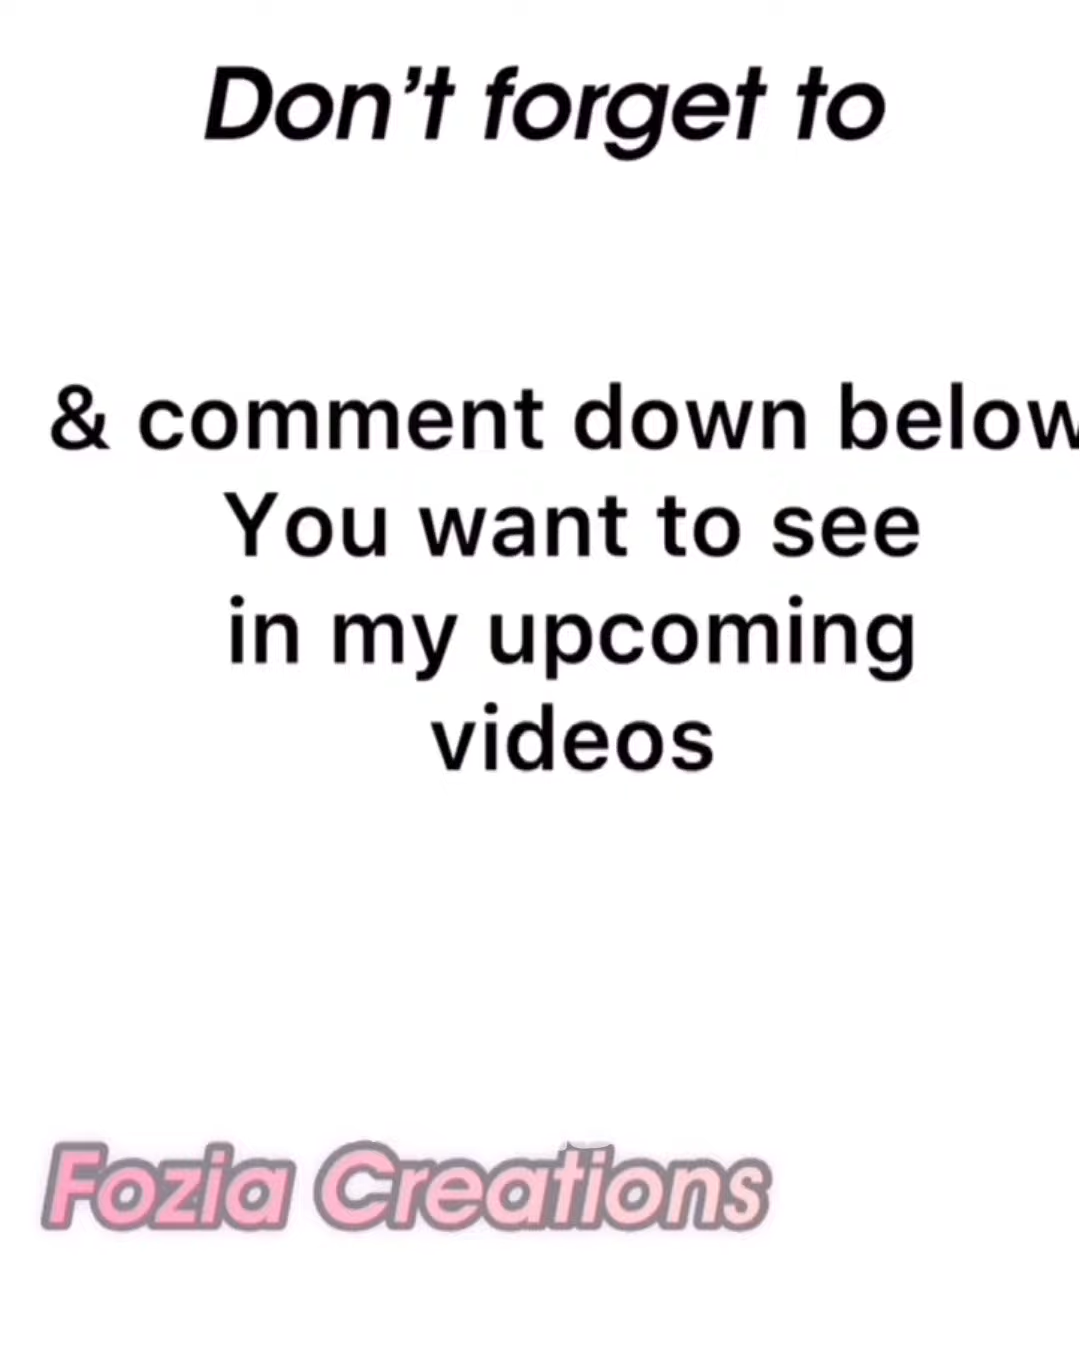 Don't forget to
& comment down below
You want to see
in my upcoming
videos
Fozia Creations